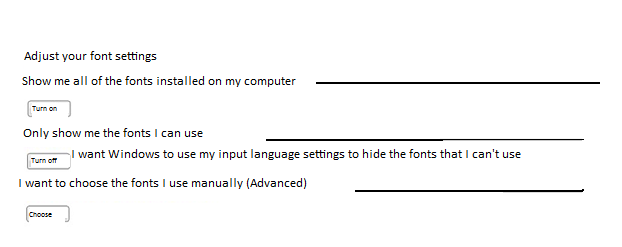 Adjust your font settings
Show me all of the fonts installed on my computer
Turn on
Only show me the fonts I can use
Turn off I want Windows to use my input language settings to hide the fonts that I can't use
I want to choose the fonts I use manually (Advanced)
Choose